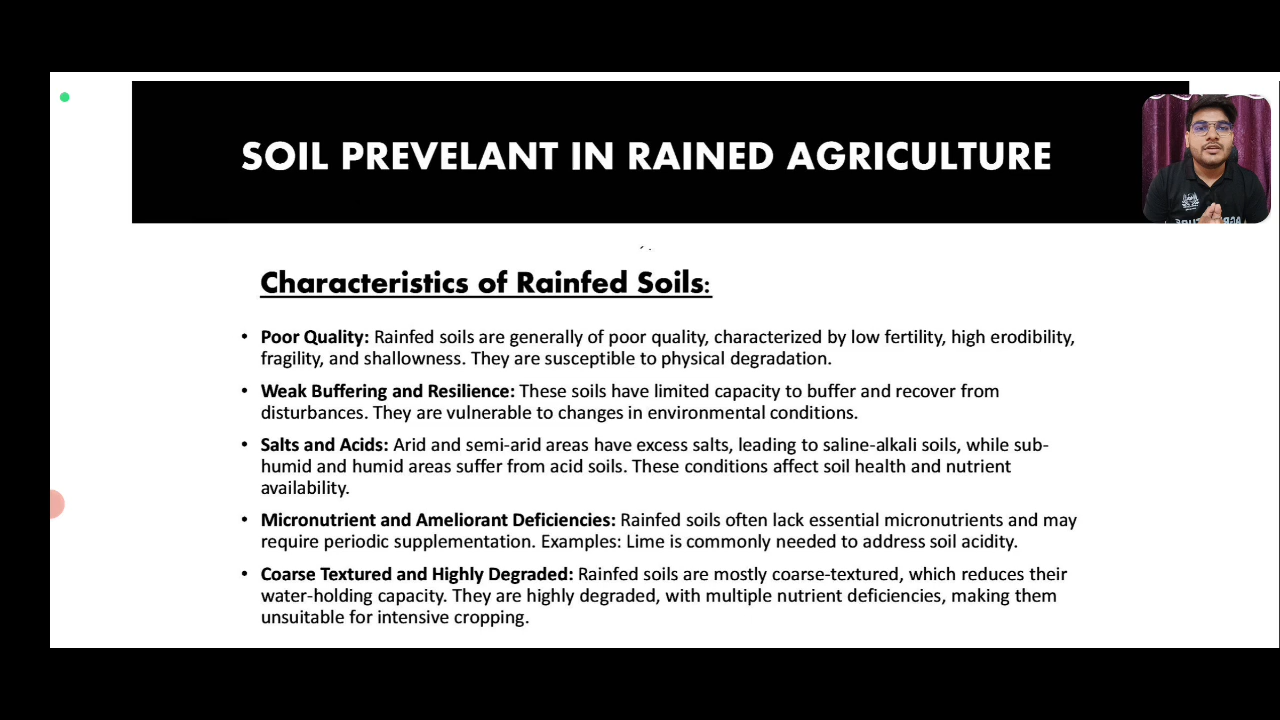 SOIL PREVELANT IN RAINED AGRICULTURE
Characteristics of Rainfed Soils:
• Poor Quality: Rainfed soils are generally of poor quality, characterized by low fertility, high erodibility,
fragility, and shallowness. They are susceptible to physical degradation.
• Weak Buffering and Resilience: These soils have limited capacity to buffer and recover from
disturbances. They are vulnerable to changes in environmental conditions.
• Salts and Acids: Arid and semi-arid areas have excess salts, leading to saline-alkali soils, while sub-
humid and humid areas suffer from acid soils. These conditions affect soil health and nutrient
availability.
• Micronutrient and Ameliorant Deficiencies: Rainfed soils often lack essential micronutrients and may
require periodic supplementation. Examples: Lime is commonly needed to address soil acidity.
• Coarse Textured and Highly Degraded: Rainfed soils are mostly coarse-textured, which reduces their
water-holding capacity. They are highly degraded, with multiple nutrient deficiencies, making them
unsuitable for intensive cropping.